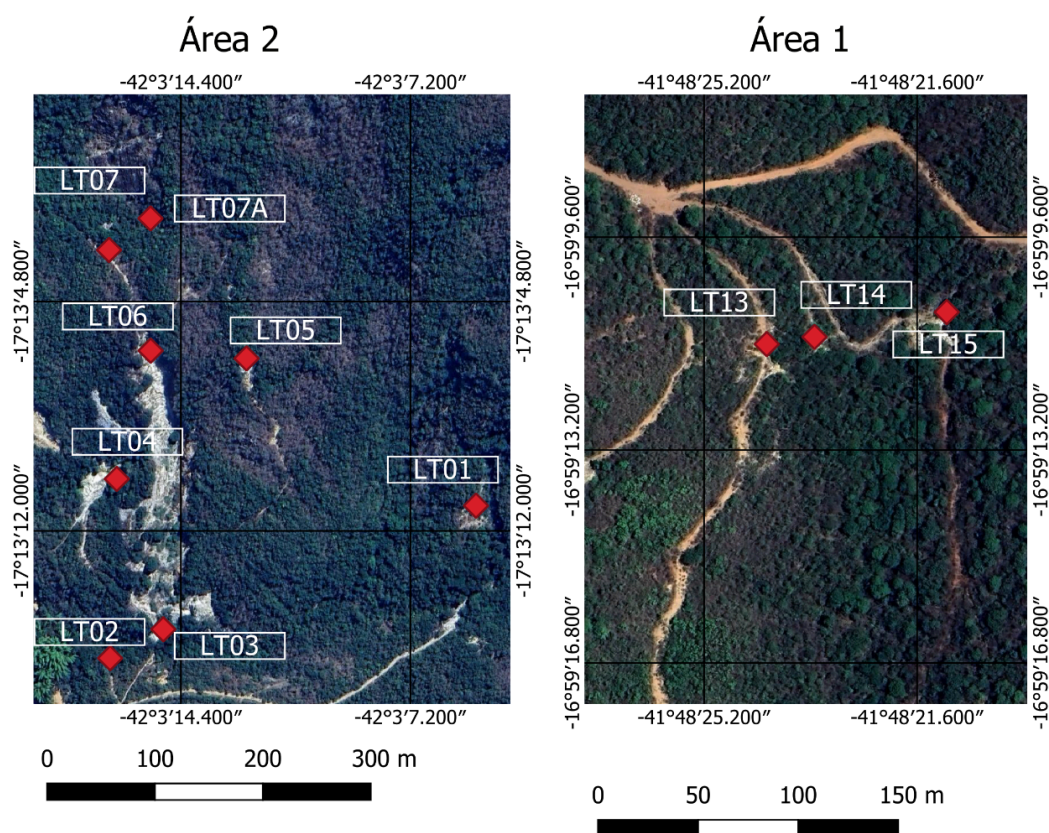 Área 2
Área 1
-42°3′14.400″
-42°3′7.200″
-41°48′25.200″
-41°48′21.600″
LT07
LT07A
-17°13′4.800″
-17°13′4.800″
-16°59′9.600″
-16°59′9.600″
LT06
LT05
LT13
LT14
LT15
LT04
LT01
-17°13′12.000″
-17°13′12.000″
-16°59′13.200″
-16°59′13.200″
LT02
LT03
-16°59′16.800″
-16°59′16.800″
-42°3′14.400″
-42°3′7.200″
-41°48′25.200″
-41°48′21.600″
0 100 200 300 m
0 50 100 150 m